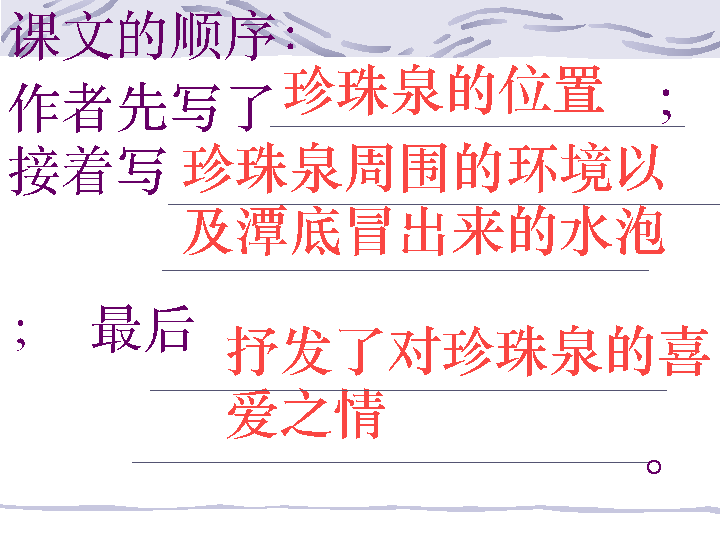 课文的顺序：
作者先写了珍珠泉的位置；
接着写珍珠泉周围的环境以
及潭底冒出来的水泡
；最后抒发了对珍珠泉的喜
爱之情
。